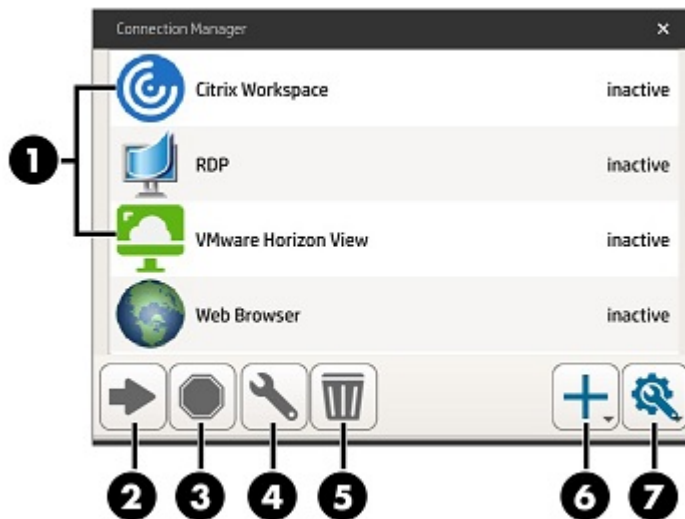 Connection Manager ×
Citrix Workspace inactive
1
RDP inactive
VMware Horizon View inactive
Web Browser inactive
2 3 4 5 6 7